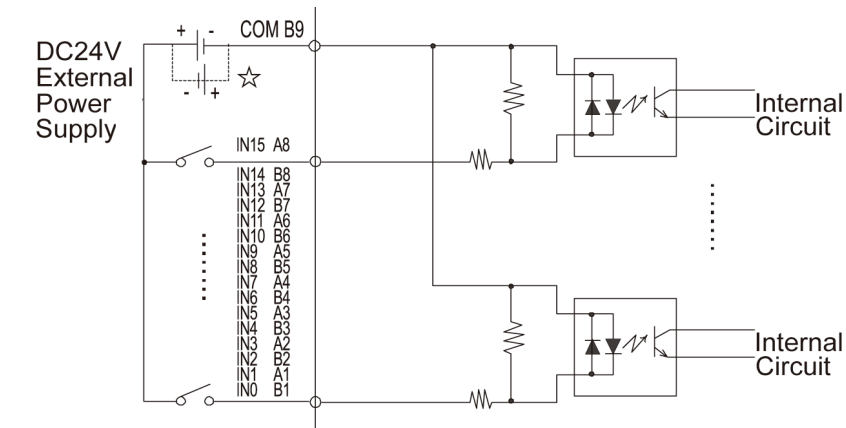 + - COM B9
DC24V
External
Power
Supply
- +
☆
Internal
Circuit
IN15 A8
IN14 B8
IN13 A7
IN12 B7
IN11 A6
IN10 B6
IN9 A5
IN8 B5
IN7 A4
IN6 B4
IN5 A3
IN4 B3
IN3 A2
IN2 B2
IN1 A1
IN0 B1
Internal
Circuit